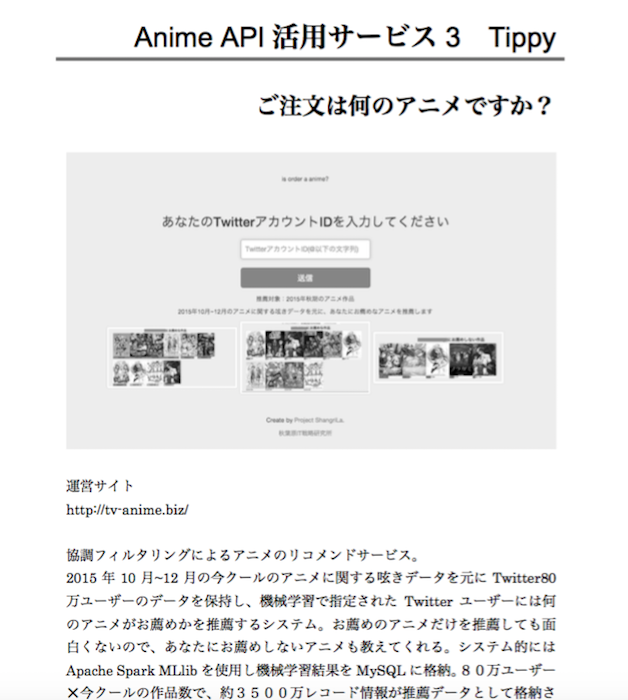 Anime API 活用サービス 3　Tippy
ご注文は何のアニメですか？
is order a anime?
あなたのTwitterアカウントIDを入力してください
TwitterアカウントID(@以下の文字列)
送信
推薦対象：2015年秋期のアニメ作品
2015年10月~12月のアニメに関する呟きデータを元に、あなたにお薦めなアニメを推薦します
Create by Project ShangriLa.
秋葉原IT戦略研究所
運営サイト
http://tv-anime.biz/
協調フィルタリングによるアニメのリコメンドサービス。
2015 年 10 月~12 月の今クールのアニメに関する呟きデータを元に Twitter80
万ユーザーのデータを保持し、機械学習で指定された Twitter ユーザーには何
のアニメがお薦めかを推薦するシステム。お薦めのアニメだけを推薦しても面
白くないので、あなたにお薦めしないアニメも教えてくれる。システム的には
Apache Spark MLlib を使用し機械学習結果を MySQL に格納。８０万ユーザー
×今クールの作品数で、約３５００万レコード情報が推薦データとして格納さ